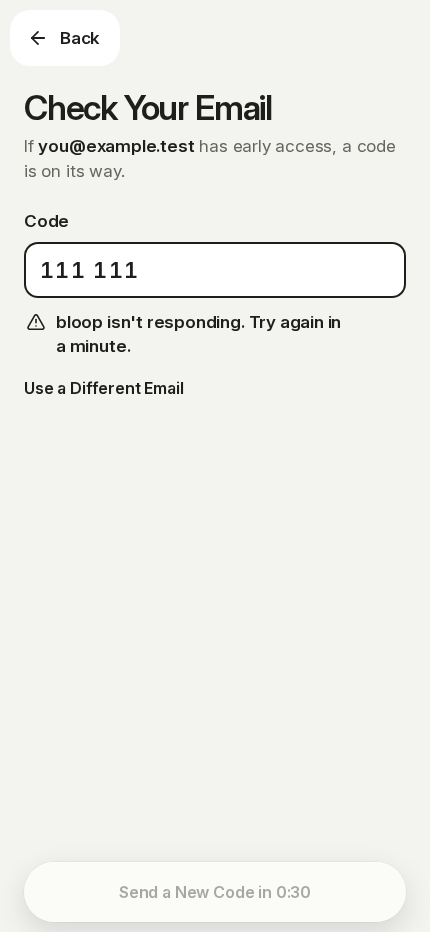 Back
Check Your Email
If you@example.test has early access, a code
is on its way.
Code
111 111
bloop isn't responding. Try again in
a minute.
Use a Different Email
Send a New Code in 0:30